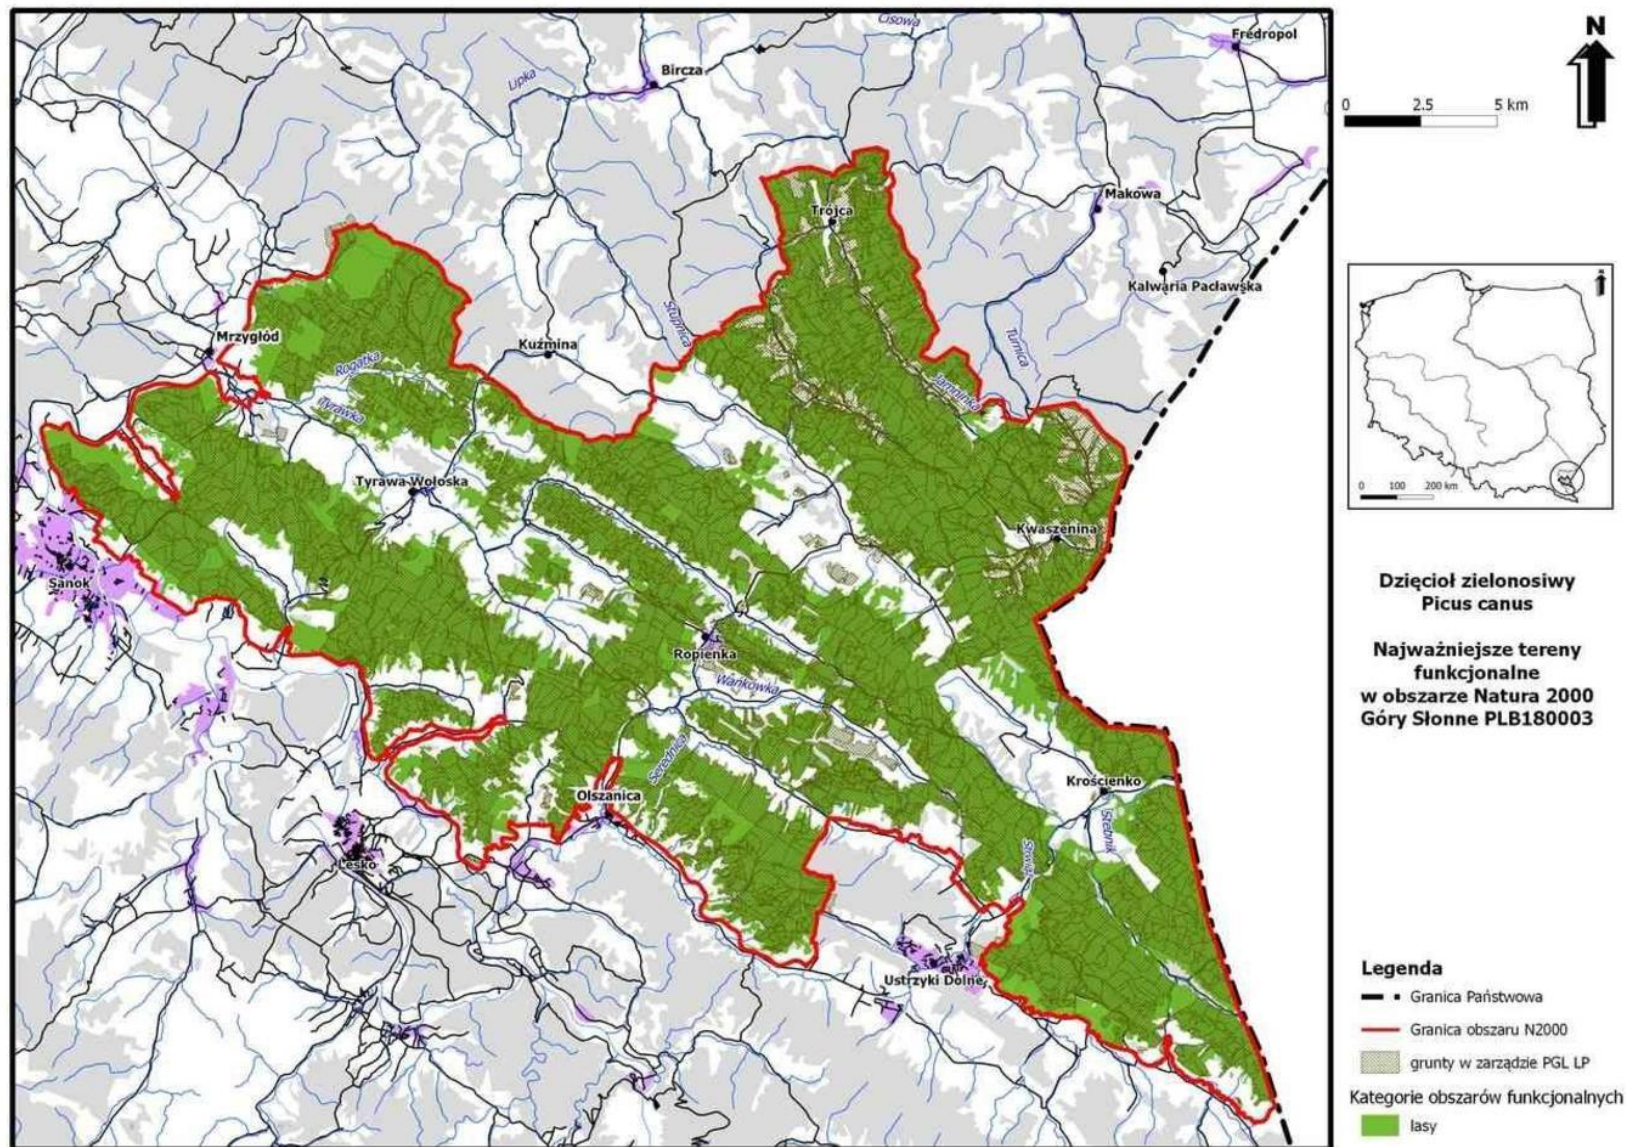 Cisowa
Fredropol
Bircza
Lipka
Makowa
Trójca
Kalwaria Pacławska
Stupnica
Turnica
Mrzygłód
Kuźmina
Rogatka
Tyrawka
Jamninka
Tyrawa Wołoska
Kwaszenina
Sanok
Ropienka
Wańkówka
Serednica
Krościenko
Olszanica
Stebnik
Lesko
Strwiąż
Ustrzyki Dolne
N
0 2.5 5 km
N
0 100 200 km
Dzięcioł zielonosiwy
Picus canus
Najważniejsze tereny
funkcjonalne
w obszarze Natura 2000
Góry Słonne PLB180003
Legenda
Granica Państwowa
Granica obszaru N2000
grunty w zarządzie PGL LP
Kategorie obszarów funkcjonalnych
lasy